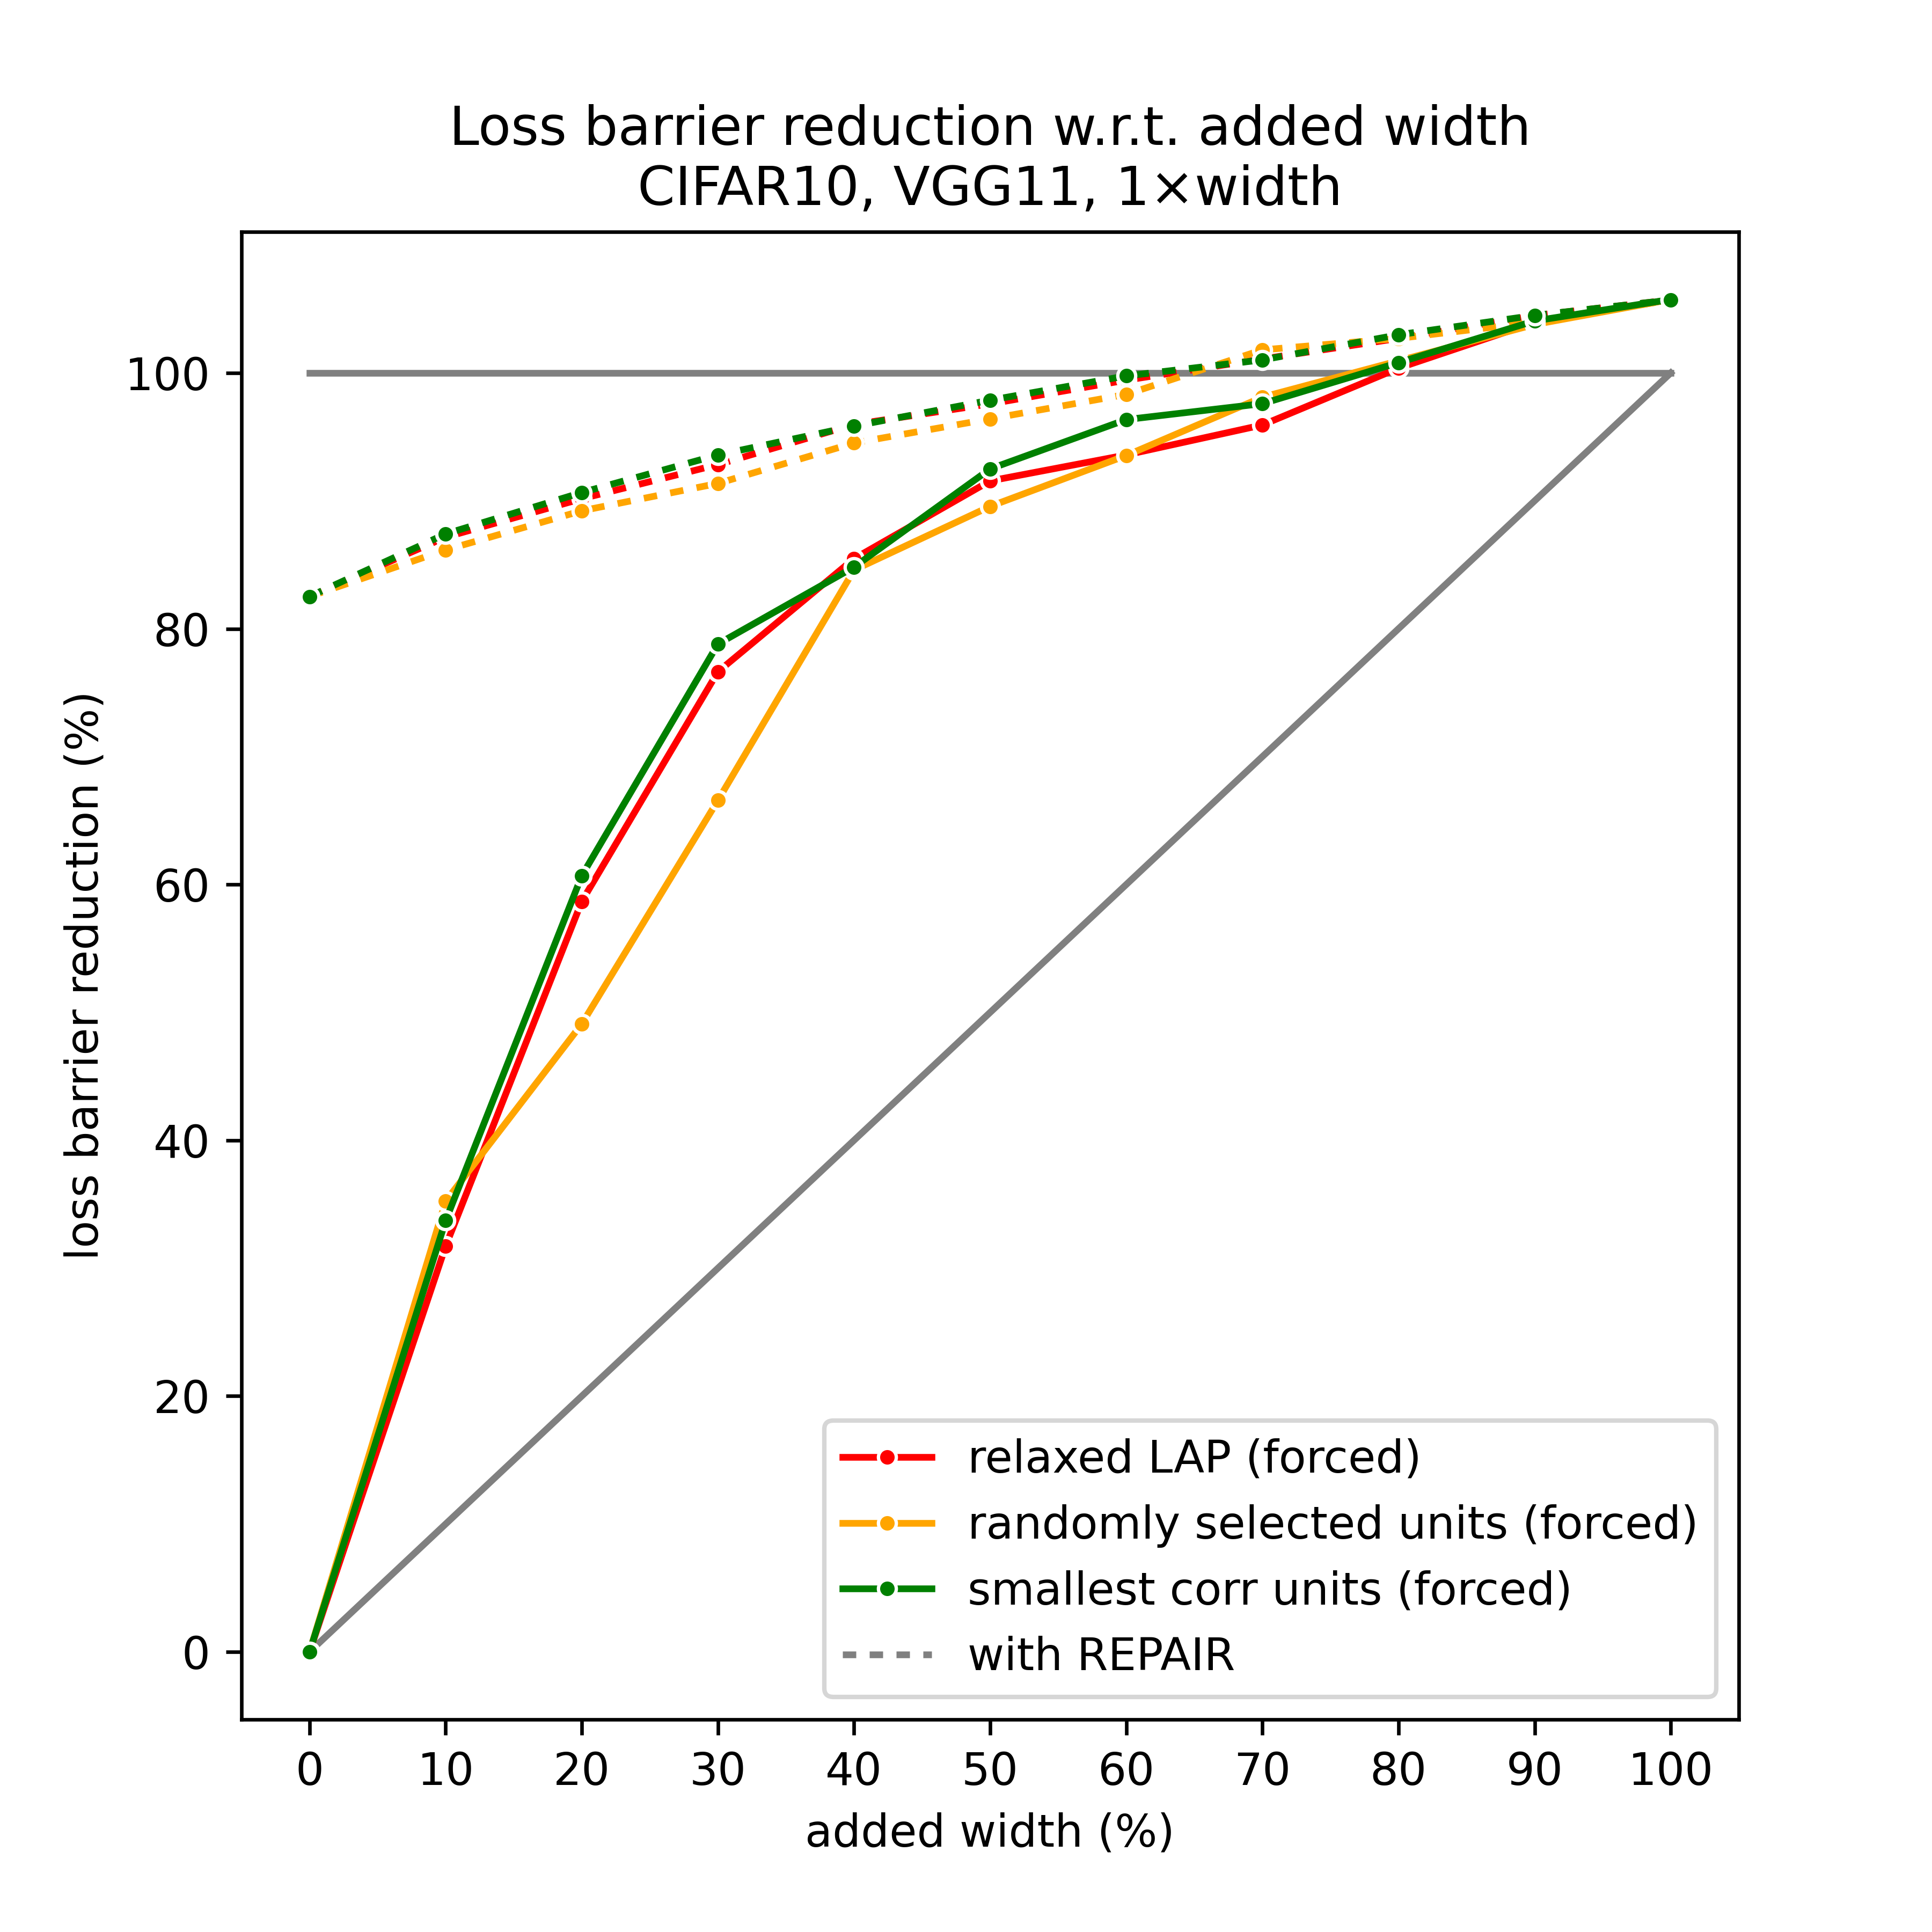 Loss barrier reduction w.r.t. added width
CIFAR10, VGG11, 1×width
loss barrier reduction (%)
100
80
60
40
20
0
relaxed LAP (forced)
randomly selected units (forced)
smallest corr units (forced)
with REPAIR
0 10 20 30 40 50 60 70 80 90 100
added width (%)